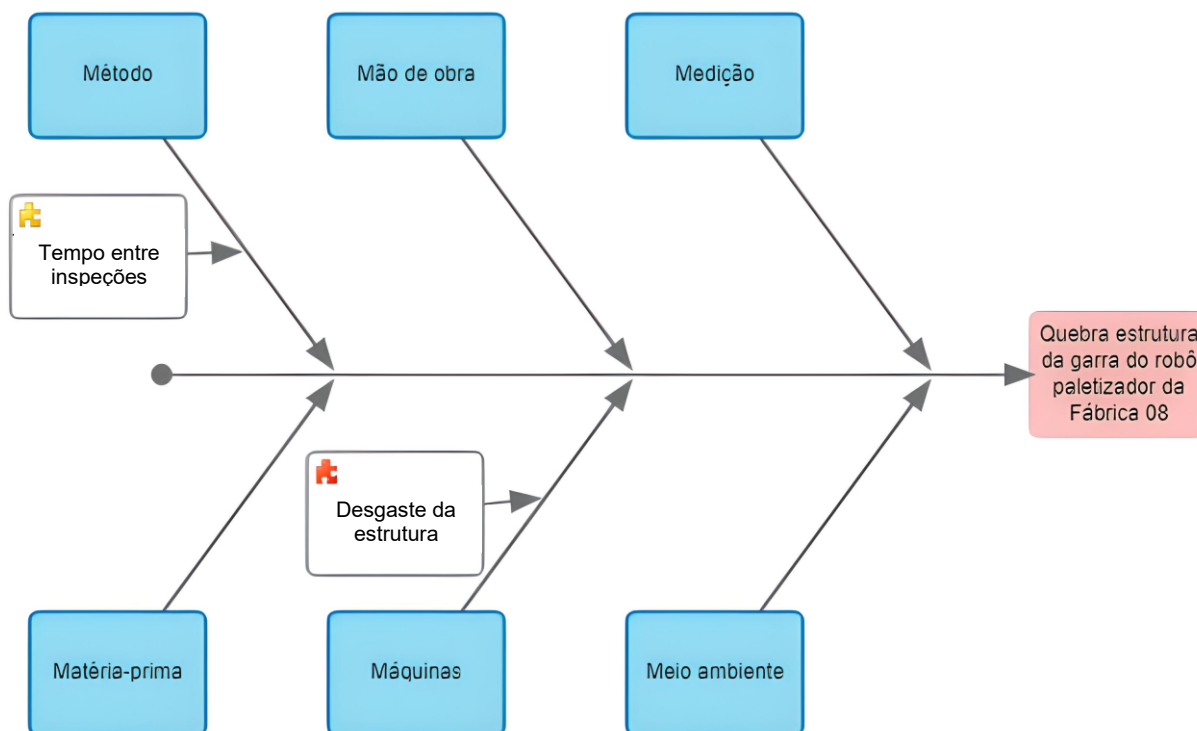 Método
Mão de obra
Medição
Tempo entre
inspeções
Quebra estrutura
da garra do robô
paletizador da
Fábrica 08
Desgaste da
estrutura
Matéria-prima
Máquinas
Meio ambiente